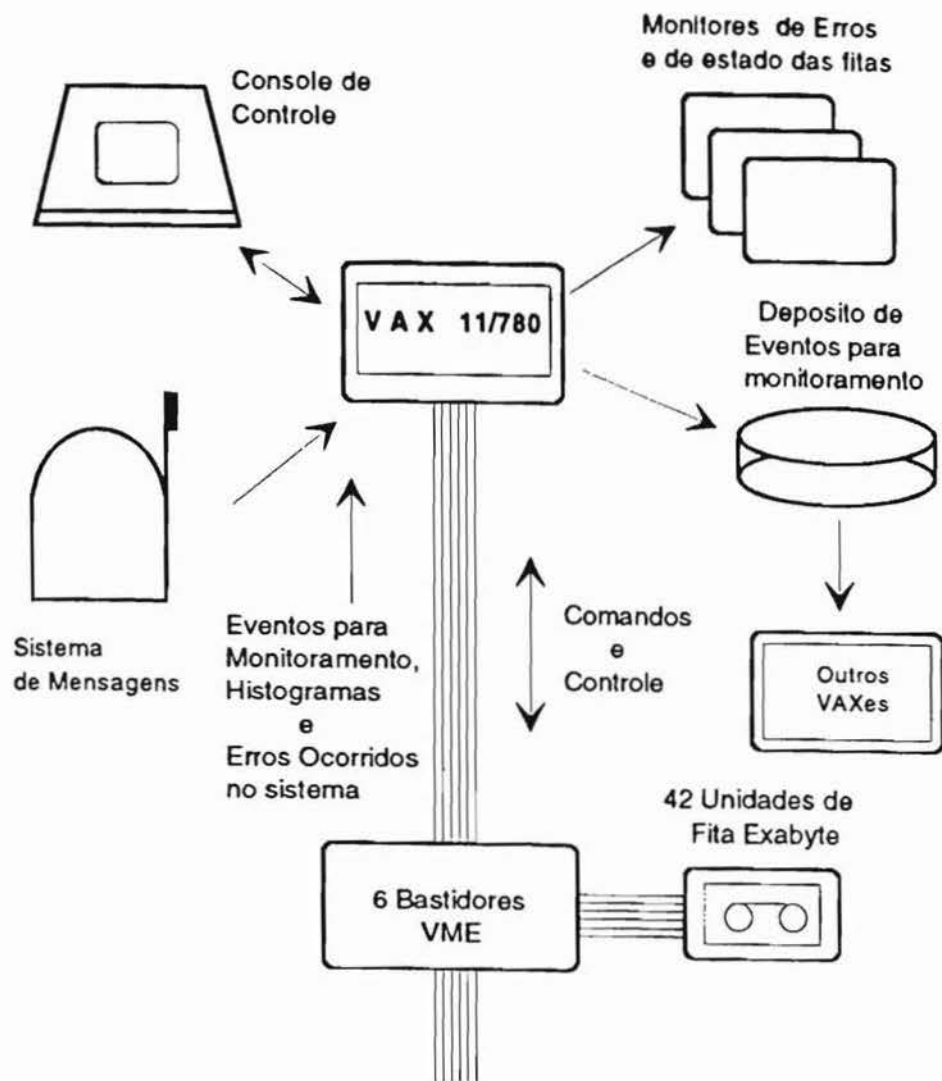 Monitores de Erros
e de estado das fitas
Console de
Controle
VAX 11/780
Deposito de
Eventos para
monitoramento
Sistema
de Mensagens
Eventos para
Monitoramento,
Histogramas
e
Erros Ocorridos
no sistema
Comandos
e
Controle
Outros
VAXes
42 Unidades de
Fita Exabyte
6 Bastidores
VME